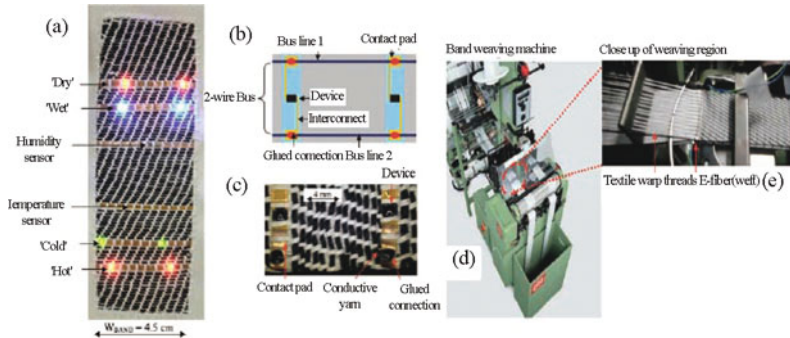 (a)
'Dry'
'Wet'
Humidity
sensor
Temperature
sensor
'Cold'
'Hot'
W_BAND = 4.5 cm
(b)
Bus line 1
Contact pad
2-wire Bus
Device
Interconnect
Glued connection
Bus line 2
(c)
Device
4 mm
Contact pad
Conductive
yarn
Glued
connection
Band weaving machine
(d)
Close up of weaving region
Textile warp threads E-fiber(weff)
(e)